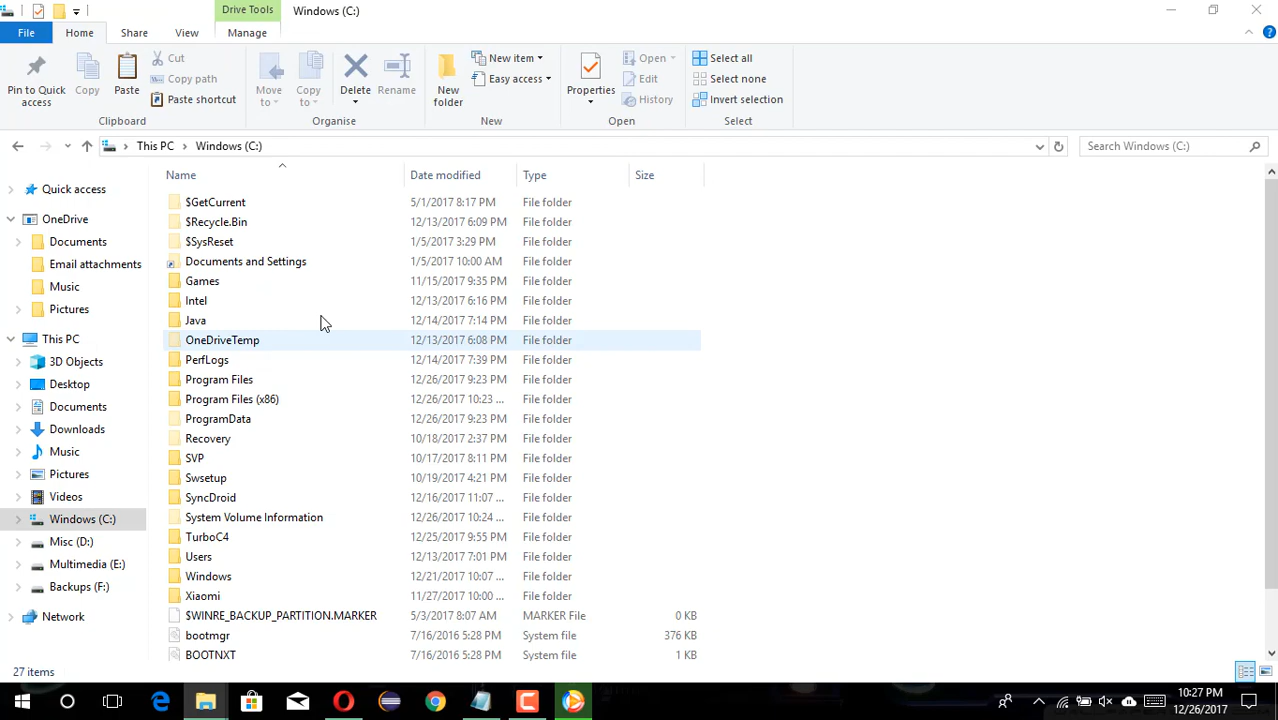 Drive Tools Windows (C:)
File Home Share View Manage
Pin to Quick access
Copy
Paste
Cut
Copy path
Paste shortcut
Clipboard
Move to
Copy to
Delete
Rename
Organise
New folder
New item
Easy access
New
Properties
Open
Edit
History
Open
Select all
Select none
Invert selection
Select
This PC Windows (C:)
Search Windows (C:)
Quick access
OneDrive
Documents
Email attachments
Music
Pictures
This PC
3D Objects
Desktop
Documents
Downloads
Music
Pictures
Videos
Windows (C:)
Misc (D:)
Multimedia (E:)
Backups (F:)
Network
Name Date modified Type Size
$GetCurrent 5/1/2017 8:17 PM File folder
$Recycle.Bin 12/13/2017 6:09 PM File folder
$SysReset 1/5/2017 3:29 PM File folder
Documents and Settings 1/5/2017 10:00 AM File folder
Games 11/15/2017 9:35 PM File folder
Intel 12/13/2017 6:16 PM File folder
Java 12/14/2017 7:14 PM File folder
OneDriveTemp 12/13/2017 6:08 PM File folder
PerfLogs 12/14/2017 7:39 PM File folder
Program Files 12/26/2017 9:23 PM File folder
Program Files (x86) 12/26/2017 10:23 ... File folder
ProgramData 12/26/2017 9:23 PM File folder
Recovery 10/18/2017 2:37 PM File folder
SVP 10/17/2017 8:11 PM File folder
Swsetup 10/19/2017 4:21 PM File folder
SyncDroid 12/16/2017 11:07 ... File folder
System Volume Information 12/26/2017 10:24 ... File folder
TurboC4 12/25/2017 9:55 PM File folder
Users 12/13/2017 7:01 PM File folder
Windows 12/21/2017 10:07 ... File folder
Xiaomi 11/27/2017 10:00 ... File folder
$WINRE_BACKUP_PARTITION.MARKER 5/3/2017 8:07 AM MARKER File 0 KB
bootmgr 7/16/2016 5:28 PM System file 376 KB
BOOTNXT 7/16/2016 5:28 PM System file 1 KB
27 items
10:27 PM
12/26/2017